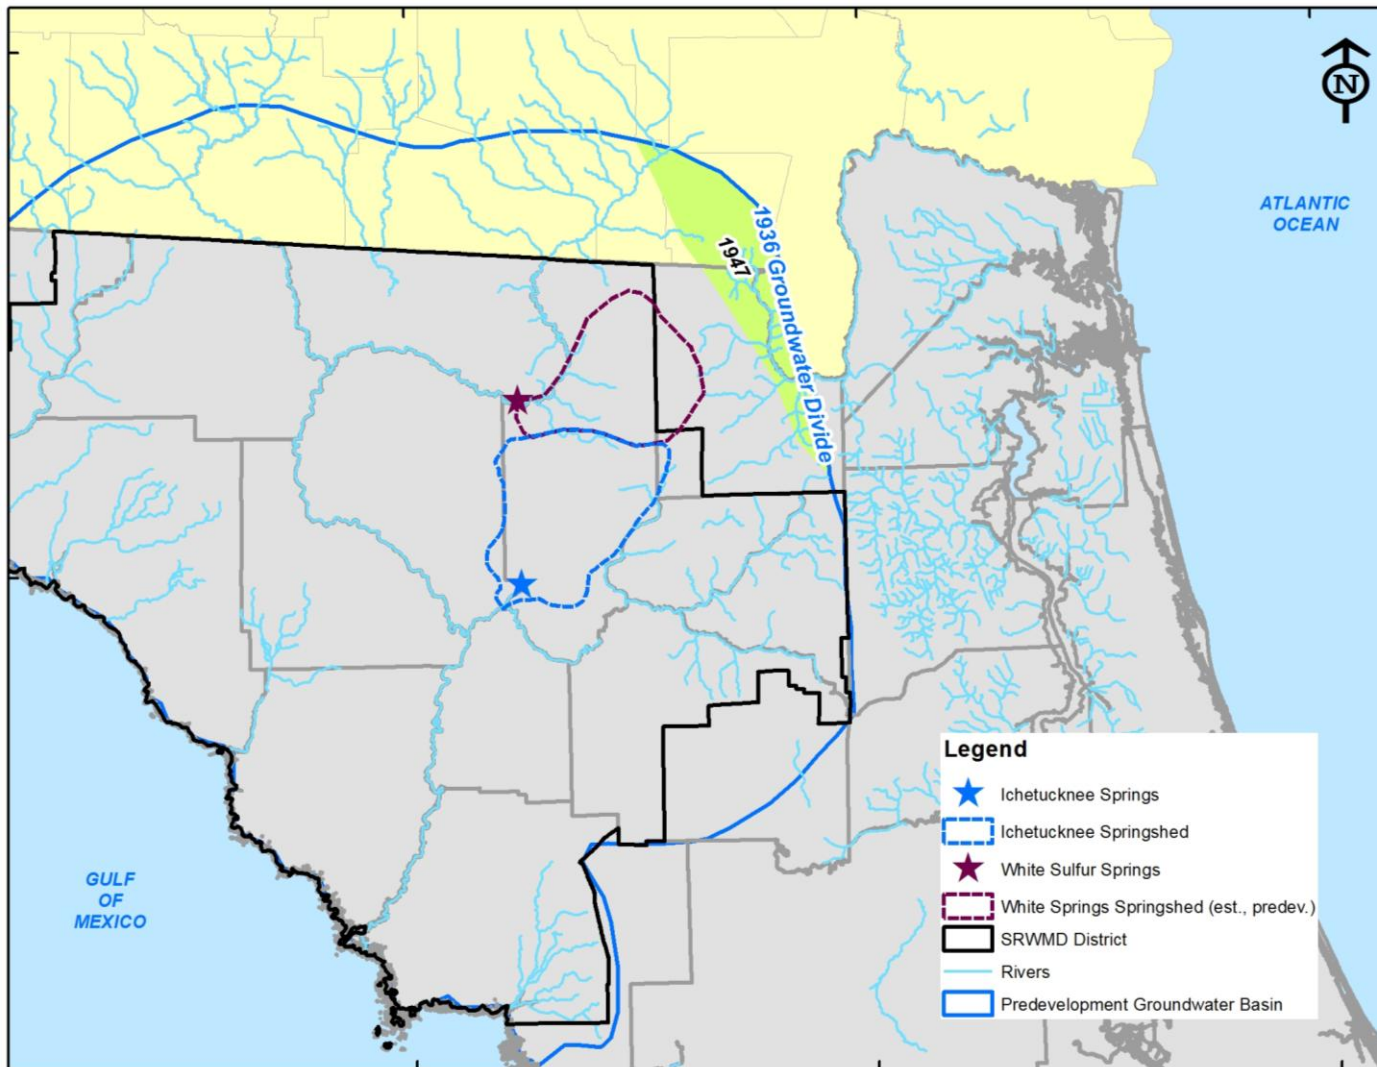 N
ATLANTIC
OCEAN
1936 Groundwater Divide
1947
GULF
OF
MEXICO
Legend
Ichetucknee Springs
Ichetucknee Springshed
White Sulfur Springs
White Springs Springshed (est., predev.)
SRWMD District
Rivers
Predevelopment Groundwater Basin